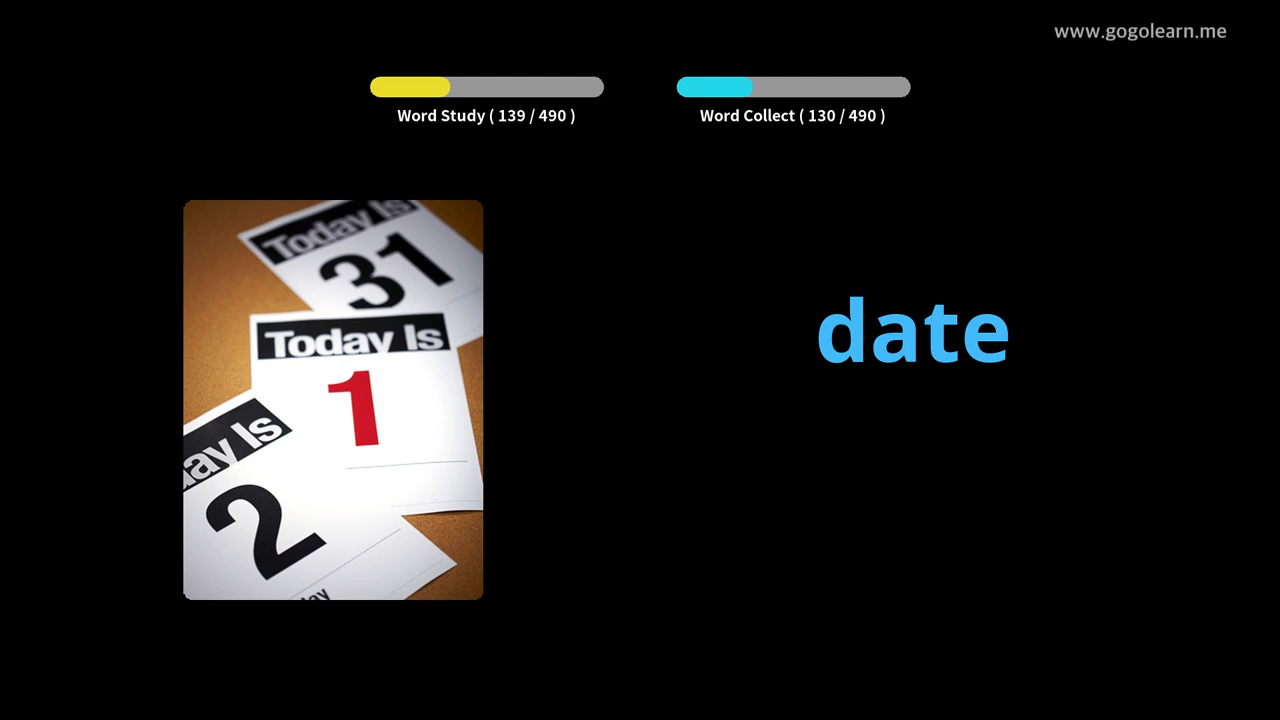 www.gogolearn.me
Word Study ( 139 / 490 )
Word Collect ( 130 / 490 )
Today Is
31
Today Is
1
ay Is
2
ay
date